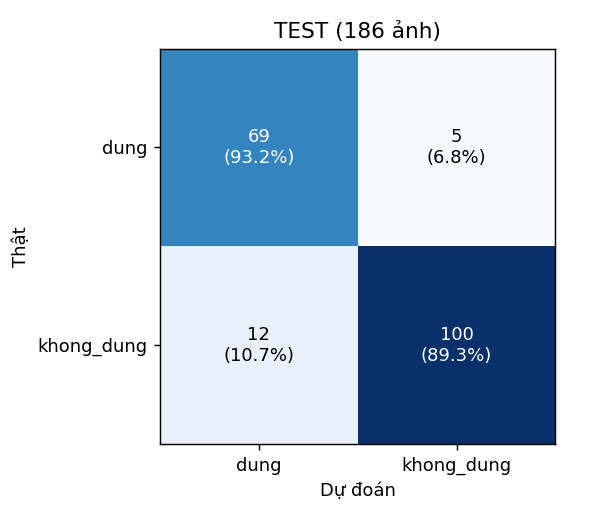 TEST (186 ảnh)
dung
69
(93.2%)
5
(6.8%)
Thật
khong_dung
12
(10.7%)
100
(89.3%)
dung
khong_dung
Dự đoán